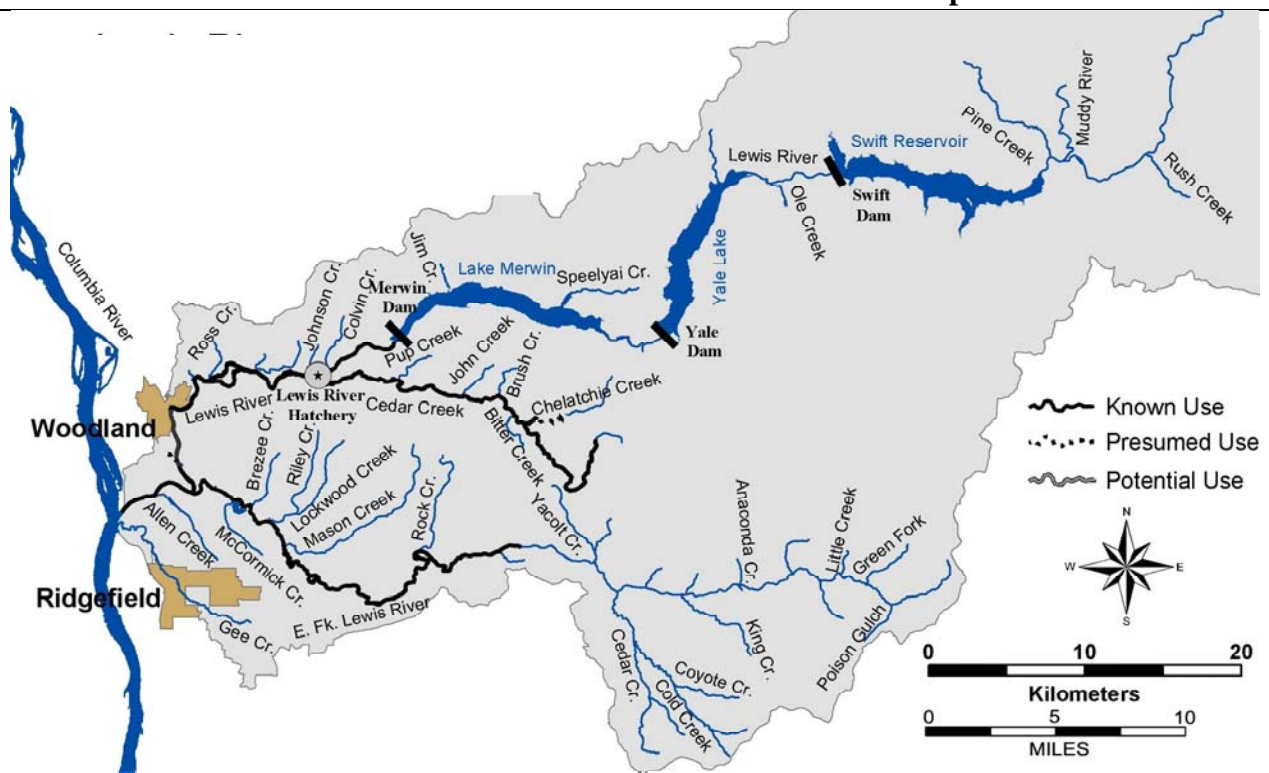 Columbia River
Ross Cr.
Johnson Cr.
Colvin Cr.
Jim Cr.
Merwin
Dam
Lake Merwin
Speelyai Cr.
Yale Lake
Yale
Dam
Lewis River
Ole Creek
Swift Reservoir
Swift
Dam
Pine Creek
Muddy River
Rush Creek
Pup Creek
John Creek
Brush Cr.
Chelatchie Creek
Woodland
Lewis River
Lewis River
Hatchery
Cedar Creek
Bitter Creek
Brezee Cr.
Riley Cr.
Lockwood Creek
Mason Creek
Rock Cr.
Yacolt Cr.
Allen Creek
McCormick Cr.
Ridgefield
Gee Cr.
E. Fk. Lewis River
Anaconda Cr.
Little Creek
Green Fork
Poison Gulch
King Cr.
Cedar Cr.
Coyote Cr.
Cold Creek
Known Use
Presumed Use
Potential Use
N
W E
S
0 10 20
Kilometers
0 5 10
MILES